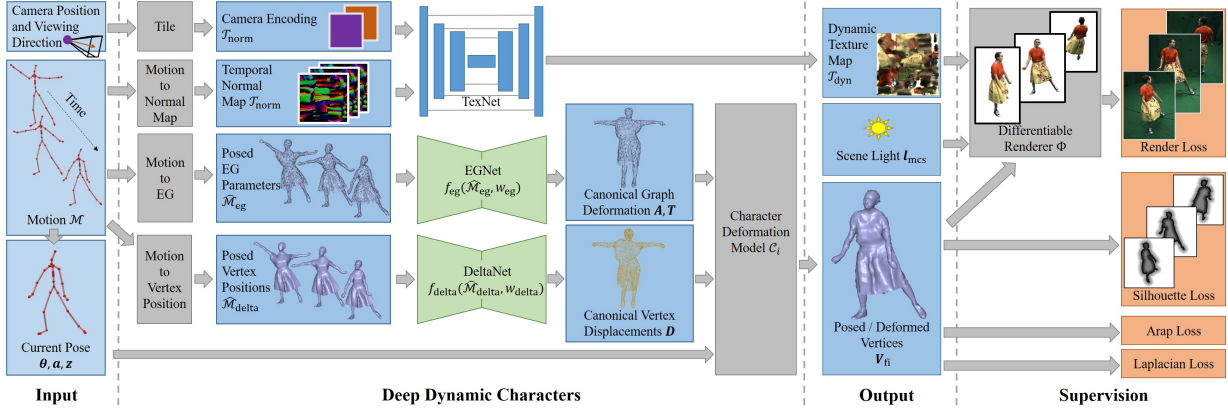 Camera Position
and Viewing
Direction
Time
Motion ℳ
Current Pose
θ, a, z
Input
Tile
Motion
to
Normal
Map
Motion
to
EG
Motion
to
Vertex
Position
Camera Encoding
𝒯norm
Temporal
Normal
Map 𝒯norm
Posed
EG
Parameters
ℳ̂eg
Posed
Vertex
Positions
ℳ̂delta
TexNet
EGNet
feg(ℳ̂eg, weg)
DeltaNet
fdelta(ℳ̂delta, wdelta)
Canonical Graph
Deformation A, T
Canonical Vertex
Displacements D
Character
Deformation
Model 𝒞i
Deep Dynamic Characters
Dynamic
Texture
Map
𝒯dyn
Scene Light lmcs
Posed / Deformed
Vertices
Vfi
Output
Differentiable
Renderer Φ
Render Loss
Silhouette Loss
Arap Loss
Laplacian Loss
Supervision